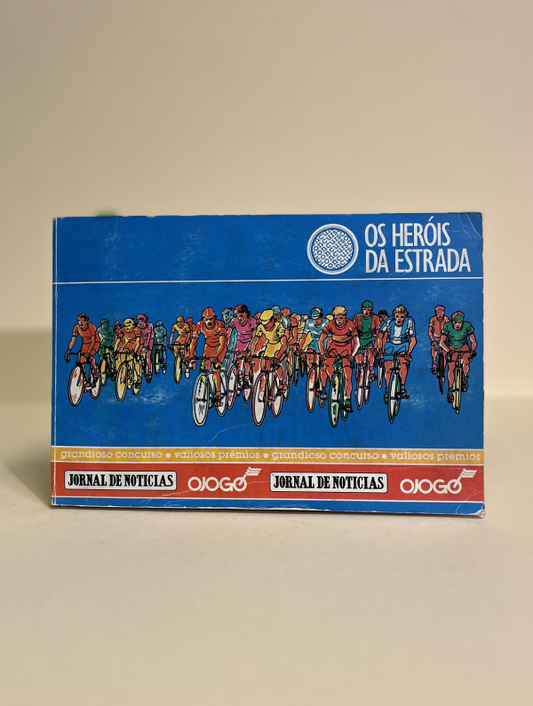 OS HERÓIS
DA ESTRADA
grandioso concurso • valiosos prémios • grandioso concurso • valiosos prémios
JORNAL DE NOTICIAS OJOGO JORNAL DE NOTICIAS OJOGO